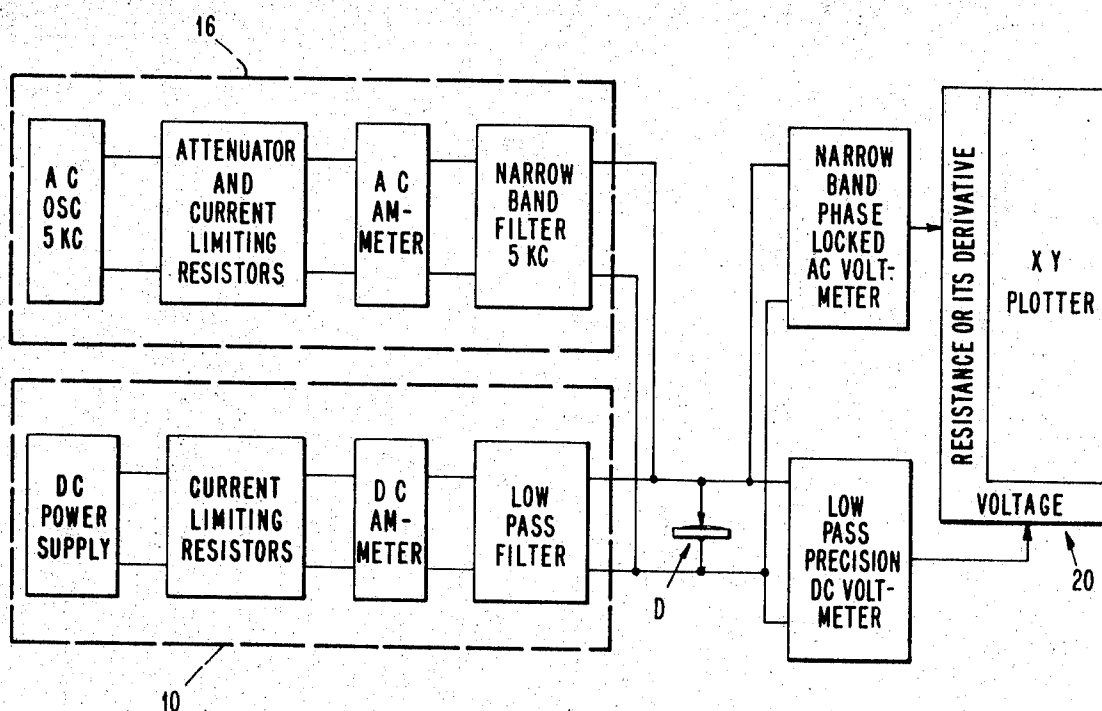 16
A C
OSC
5 KC
ATTENUATOR
AND
CURRENT
LIMITING
RESISTORS
A C
AM-
METER
NARROW
BAND
FILTER
5 KC
NARROW
BAND
PHASE
LOCKED
AC VOLT-
METER
RESISTANCE OR ITS DERIVATIVE
X Y
PLOTTER
VOLTAGE
20
DC
POWER
SUPPLY
CURRENT
LIMITING
RESISTORS
D C
AM-
METER
LOW
PASS
FILTER
D
LOW
PASS
PRECISION
DC VOLT-
METER
10